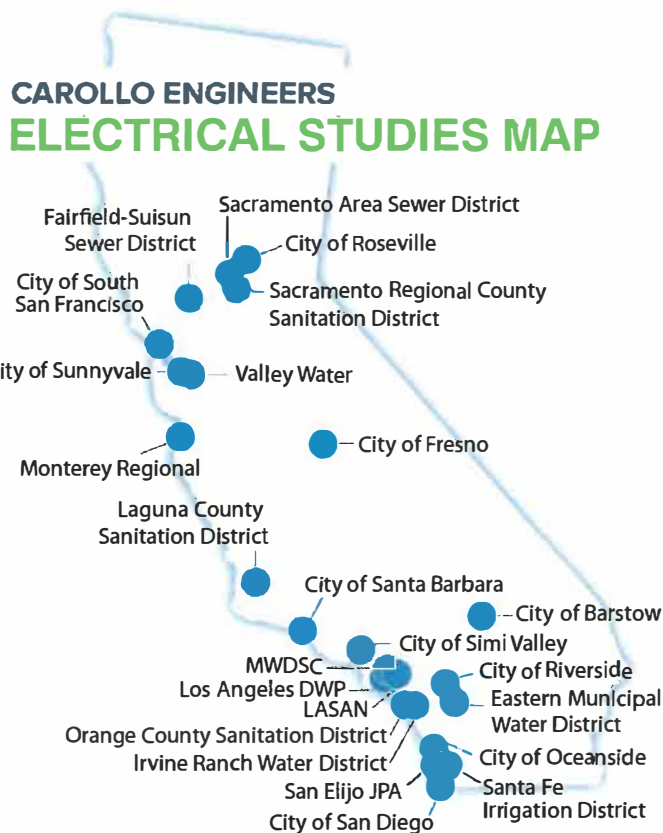 CAROLLO ENGINEERS
ELECTRICAL STUDIES MAP
Sacramento Area Sewer District
Fairfield-Suisun
Sewer District
City of Roseville
City of South
San Francisco
Sacramento Regional County
Sanitation District
ity of Sunnyvale
Valley Water
City of Fresno
Monterey Regional
Laguna County
Sanitation District
City of Santa Barbara
City of Barstow
City of Simi Valley
MWDSC
City of Riverside
Los Angeles DWP
LASAN
Eastern Municipal
Water District
Orange County Sanitation District
Irvine Ranch Water District
City of Oceanside
San Elijo JPA
Santa Fe
Irrigation District
City of San Diego